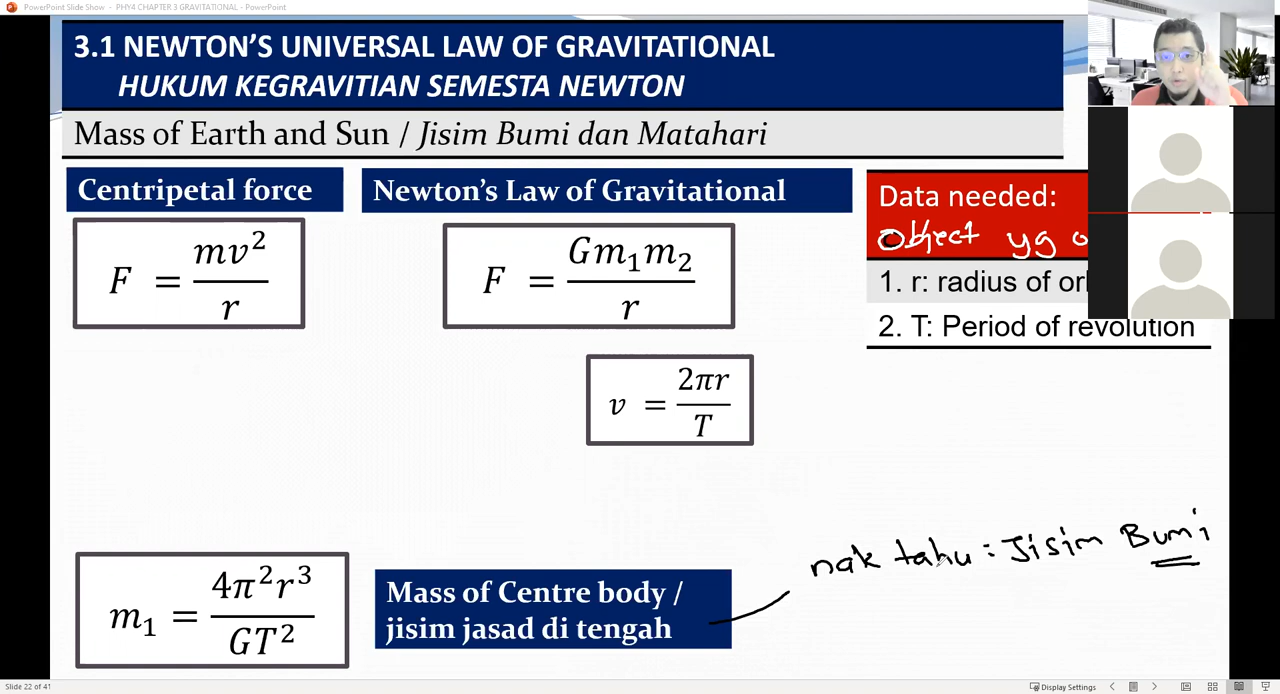 PowerPoint Slide Show - PHY4 CHAPTER 3 GRAVITATIONAL - PowerPoint
3.1 NEWTON'S UNIVERSAL LAW OF GRAVITATIONAL
HUKUM KEGRAVITIAN SEMESTA NEWTON
Mass of Earth and Sun / Jisim Bumi dan Matahari
Centripetal force
Newton's Law of Gravitational
Data needed:
Object yg o
F = mv²/r
F = Gm₁m₂/r
1. r: radius of or
2. T: Period of revolution
v = 2πr/T
nak tahu : Jisim Bumi
m₁ = 4π²r³/GT²
Mass of Centre body /
jisim jasad di tengah
Slide 22 of 41
Display Settings